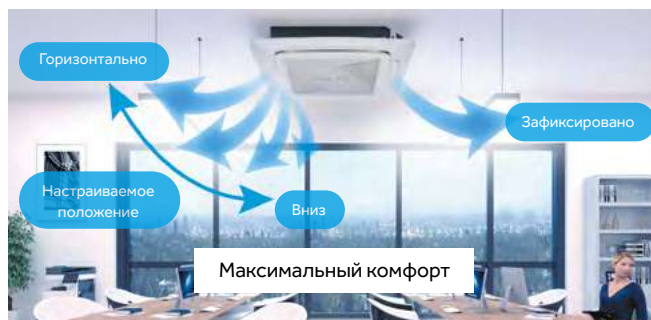 Горизонтально
Зафиксировано
Настраиваемое
положение
Вниз
Максимальный комфорт